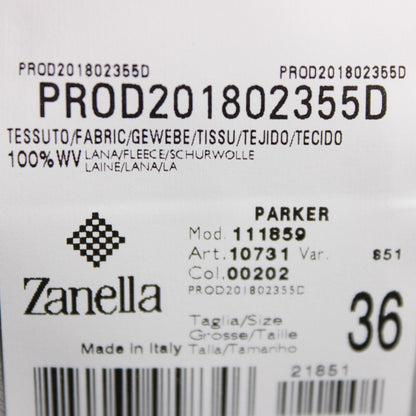 PROD201802355D PROD201802355D
PROD201802355D
TESSUTO/FABRIC/GEWEBE/TISSU/TEJIDO/TECIDO
100%WV LANA/FLEECE/SCHURWOLLE
LAINE/LANA/LA
PARKER
Mod. 111859
Art. 10731 Var. 851
Col. 00202
PROD201802355D
Zanella
Taglia/Size
Grosse/Taille
Talla/Tamanho
36
Made in Italy
21851